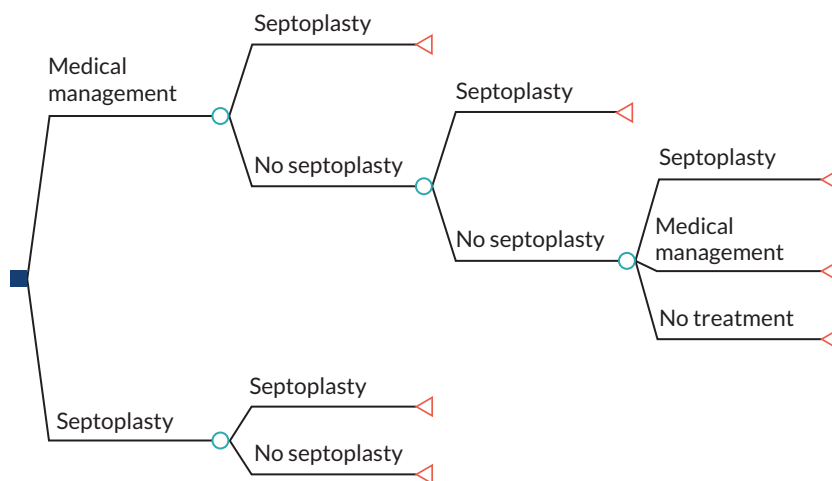 Septoplasty
Medical
management
Septoplasty
No septoplasty
Septoplasty
No septoplasty
Medical
management
No treatment
Septoplasty
Septoplasty
No septoplasty